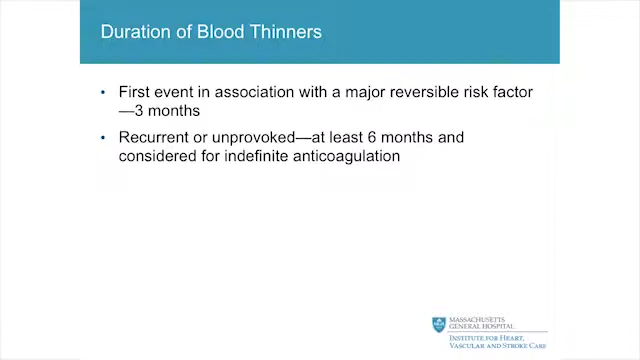 Duration of Blood Thinners
• First event in association with a major reversible risk factor
—3 months
• Recurrent or unprovoked—at least 6 months and
considered for indefinite anticoagulation
MASSACHUSETTS
GENERAL HOSPITAL
INSTITUTE FOR HEART,
VASCULAR AND STROKE CARE